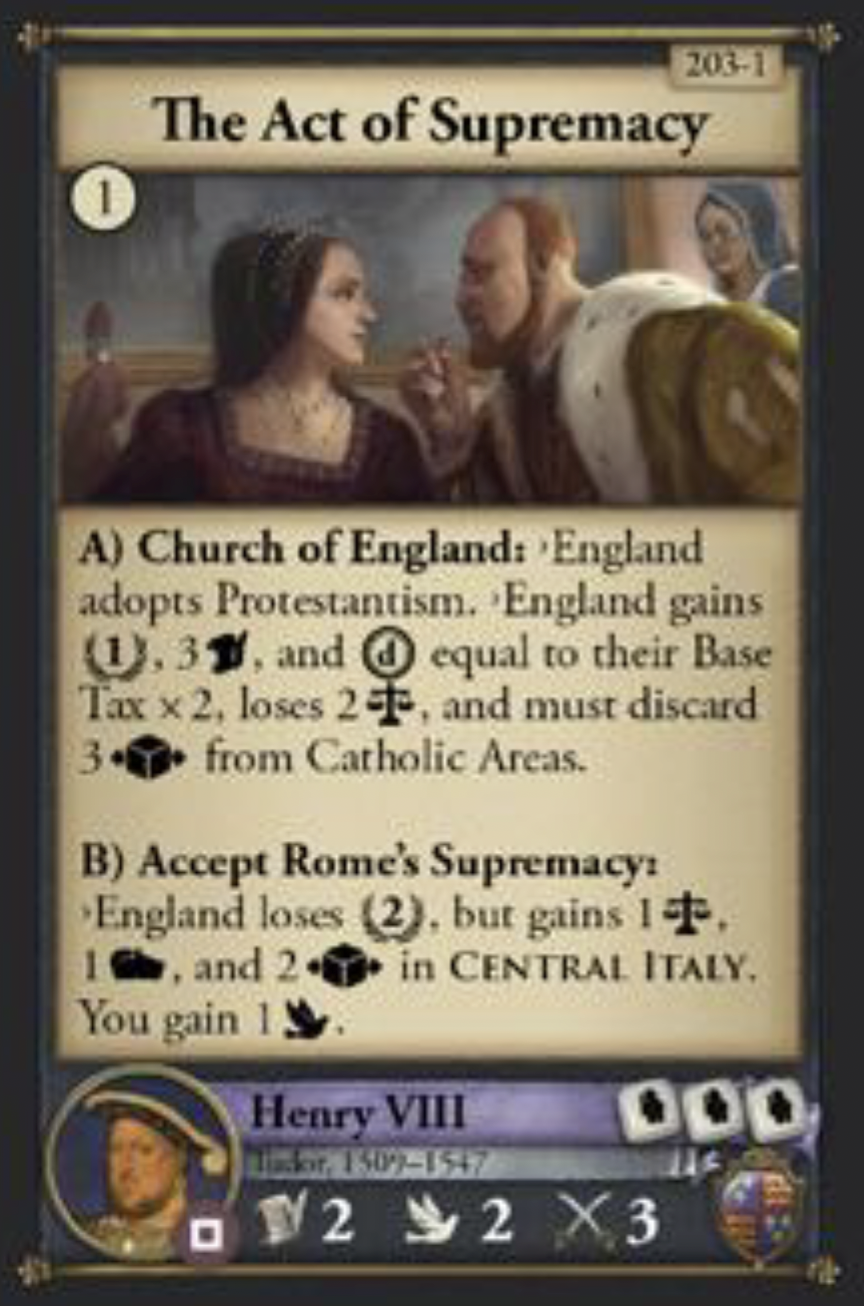 203-1
The Act of Supremacy
1
A) Church of England: ›England
adopts Protestantism. ›England gains
(1), 3, and d equal to their Base
Tax × 2, loses 2, and must discard
3 from Catholic Areas.
B) Accept Rome's Supremacy:
›England loses (2), but gains 1,
1, and 2 in CENTRAL ITALY.
You gain 1.
Henry VIII
Tudor, 1509–1547
2 2 3